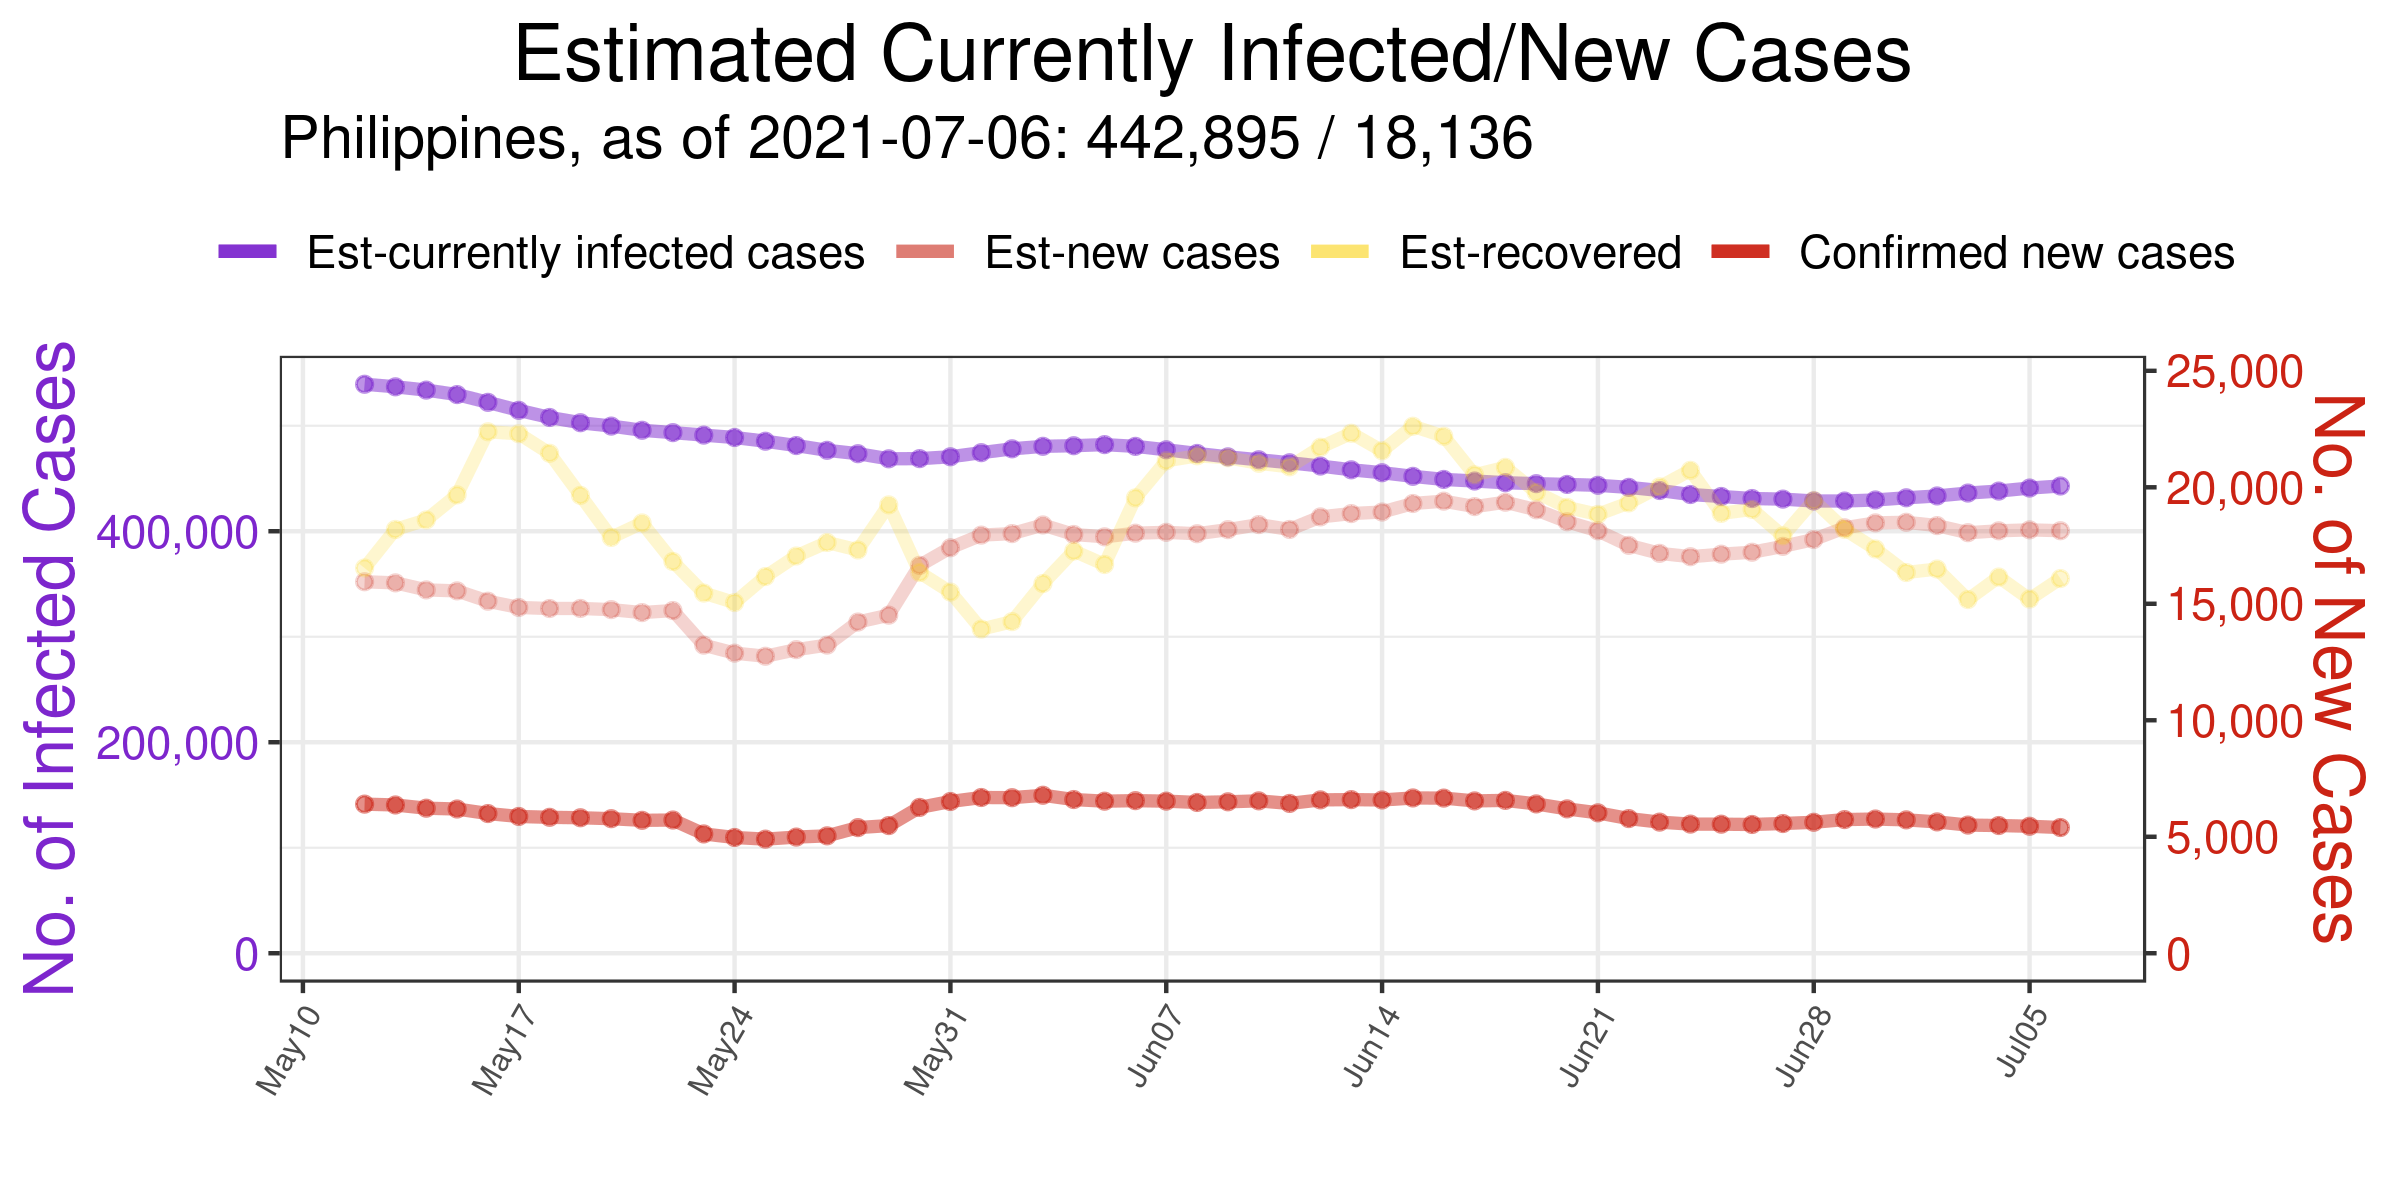 Estimated Currently Infected/New Cases
Philippines, as of 2021-07-06: 442,895 / 18,136
Est-currently infected cases Est-new cases Est-recovered Confirmed new cases
No. of Infected Cases
400,000
200,000
0
25,000
20,000
15,000
10,000
5,000
0
No. of New Cases
May10 May17 May24 May31 Jun07 Jun14 Jun21 Jun28 Jul05